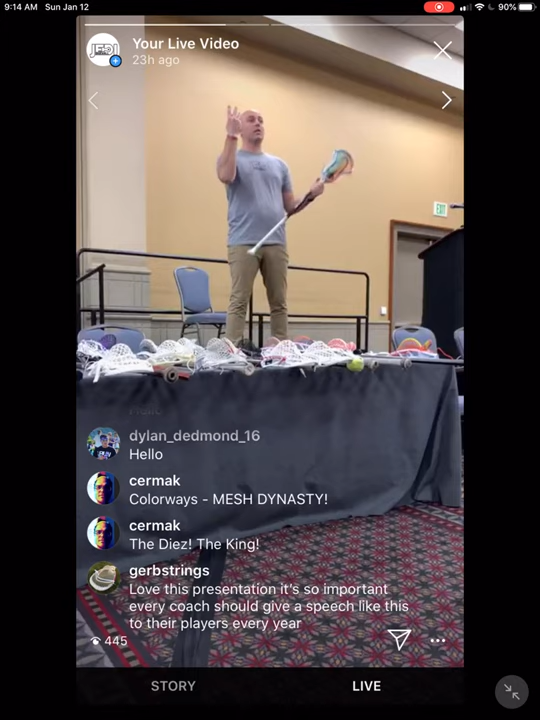 9:14 AM Sun Jan 12
90%
JEDI
Your Live Video
23h ago
EXIT
dylan_dedmond_16
Hello
cermak
Colorways - MESH DYNASTY!
cermak
The Diez! The King!
gerbstrings
Love this presentation it's so important
every coach should give a speech like this
to their players every year
445
STORY
LIVE